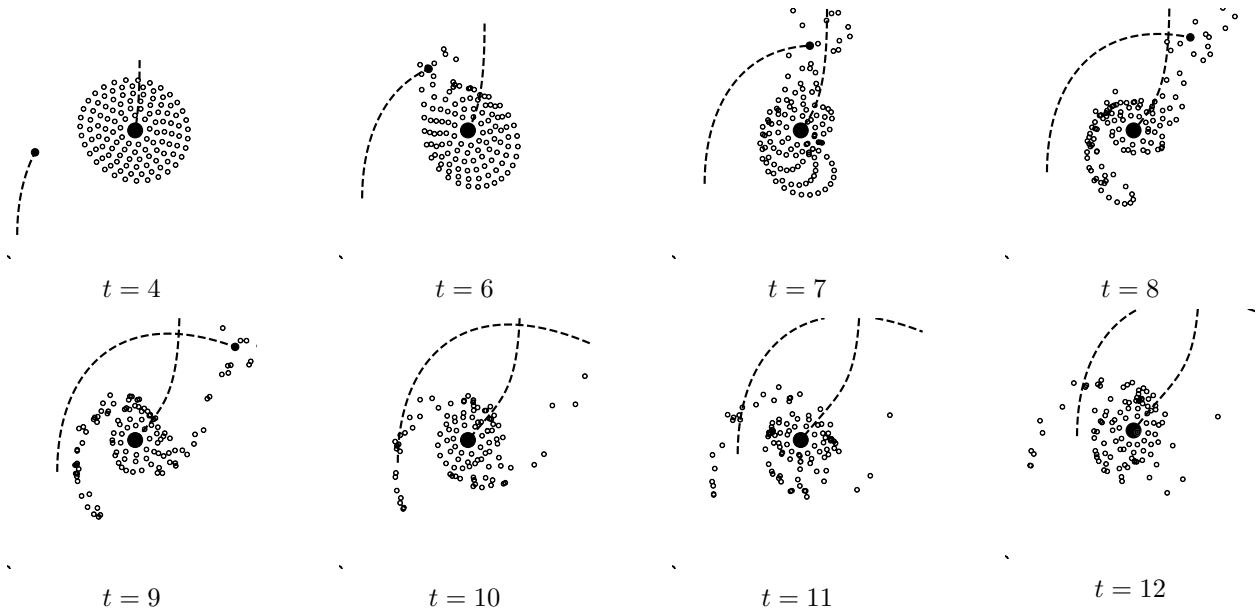 t = 4
t = 6
t = 7
t = 8
t = 9
t = 10
t = 11
t = 12